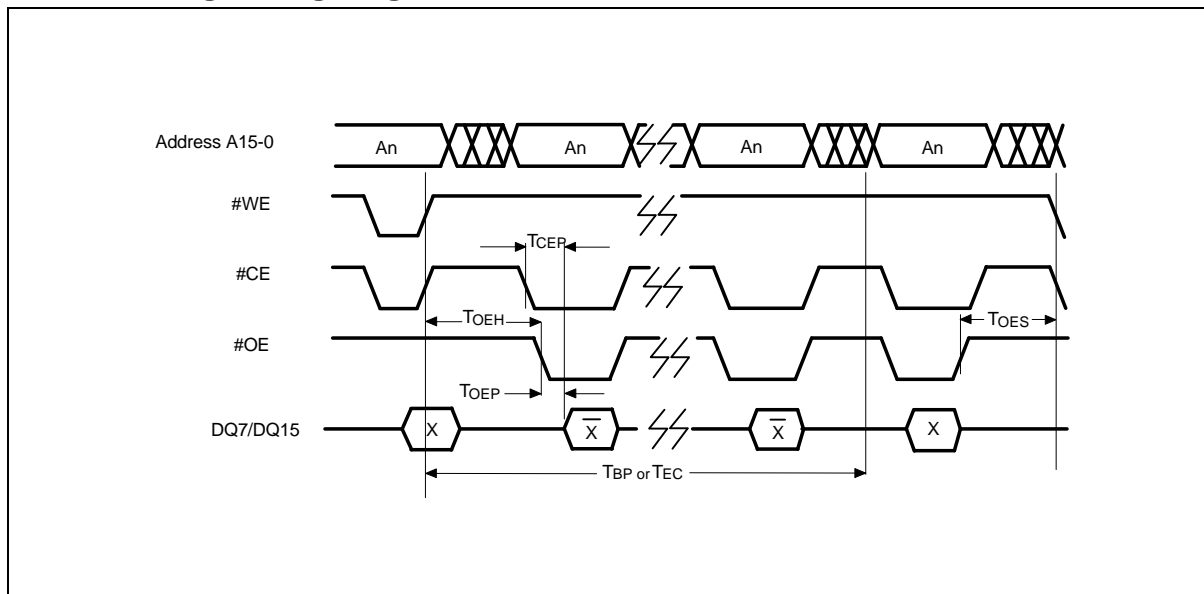 Address A15-0
An An An An
#WE
TCEP
#CE
TOEH TOES
#OE
TOEP
DQ7/DQ15 X X̅ X̅ X
TBP or TEC